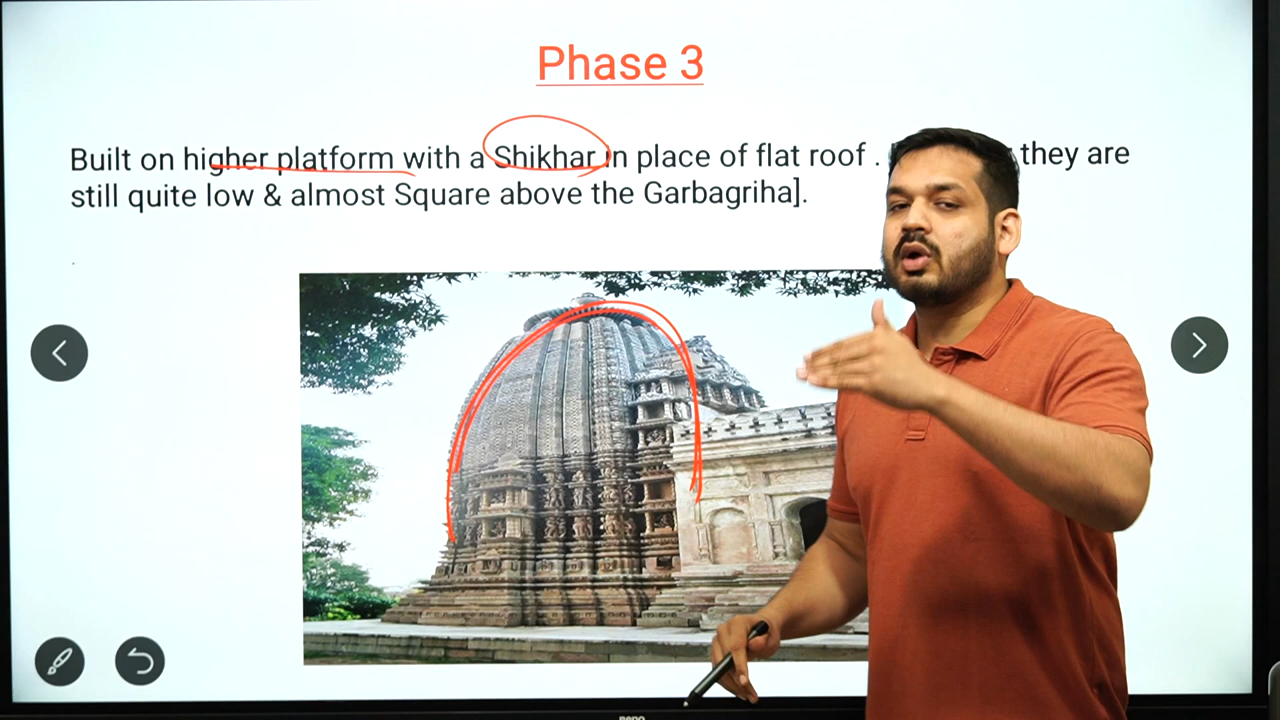 Phase 3
Built on higher platform with a Shikhar in place of flat roof . they are
still quite low & almost Square above the Garbagriha].